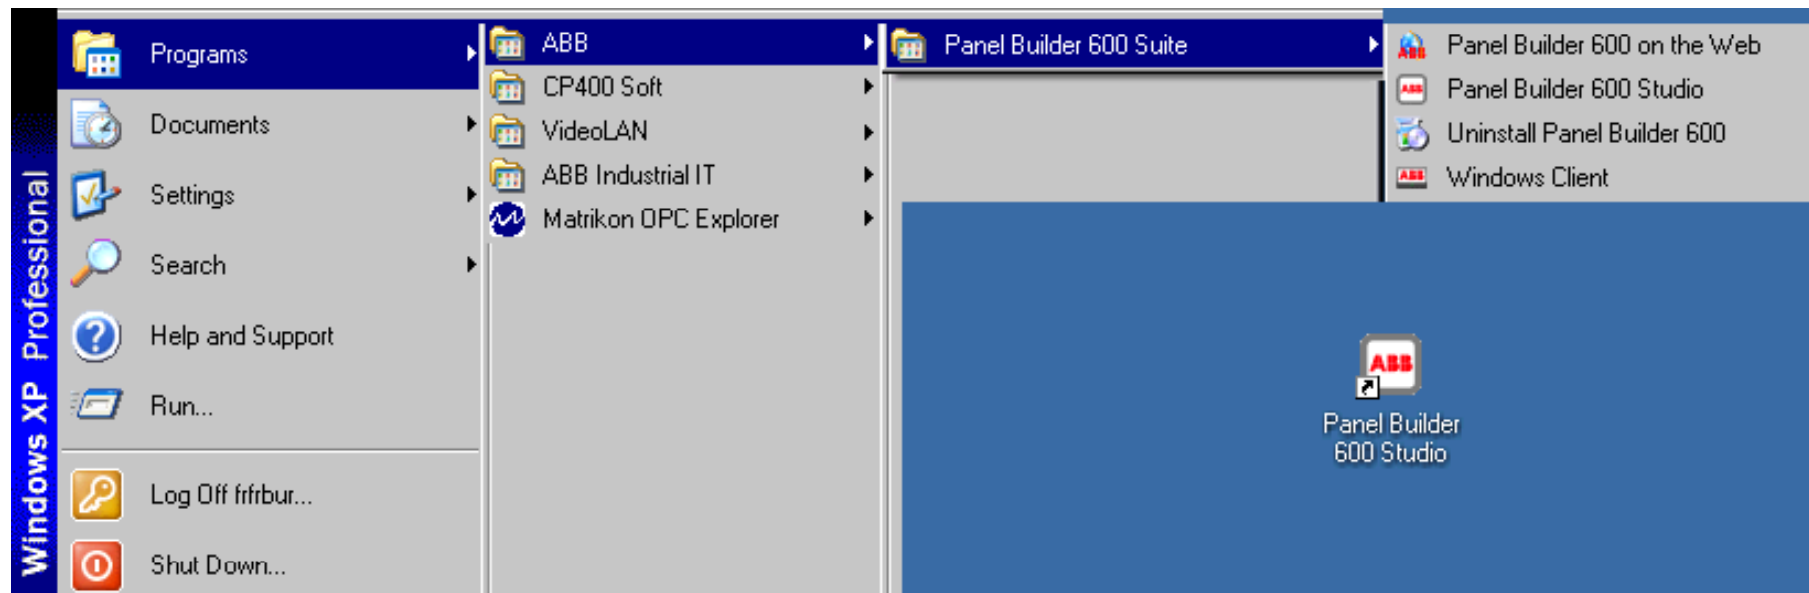 Windows XP Professional
Programs
Documents
Settings
Search
Help and Support
Run...
Log Off frfrbur...
Shut Down...
ABB
CP400 Soft
VideoLAN
ABB Industrial IT
Matrikon OPC Explorer
Panel Builder 600 Suite
Panel Builder 600 on the Web
ABB
Panel Builder 600 Studio
Uninstall Panel Builder 600
ABB
Windows Client
ABB
Panel Builder
600 Studio